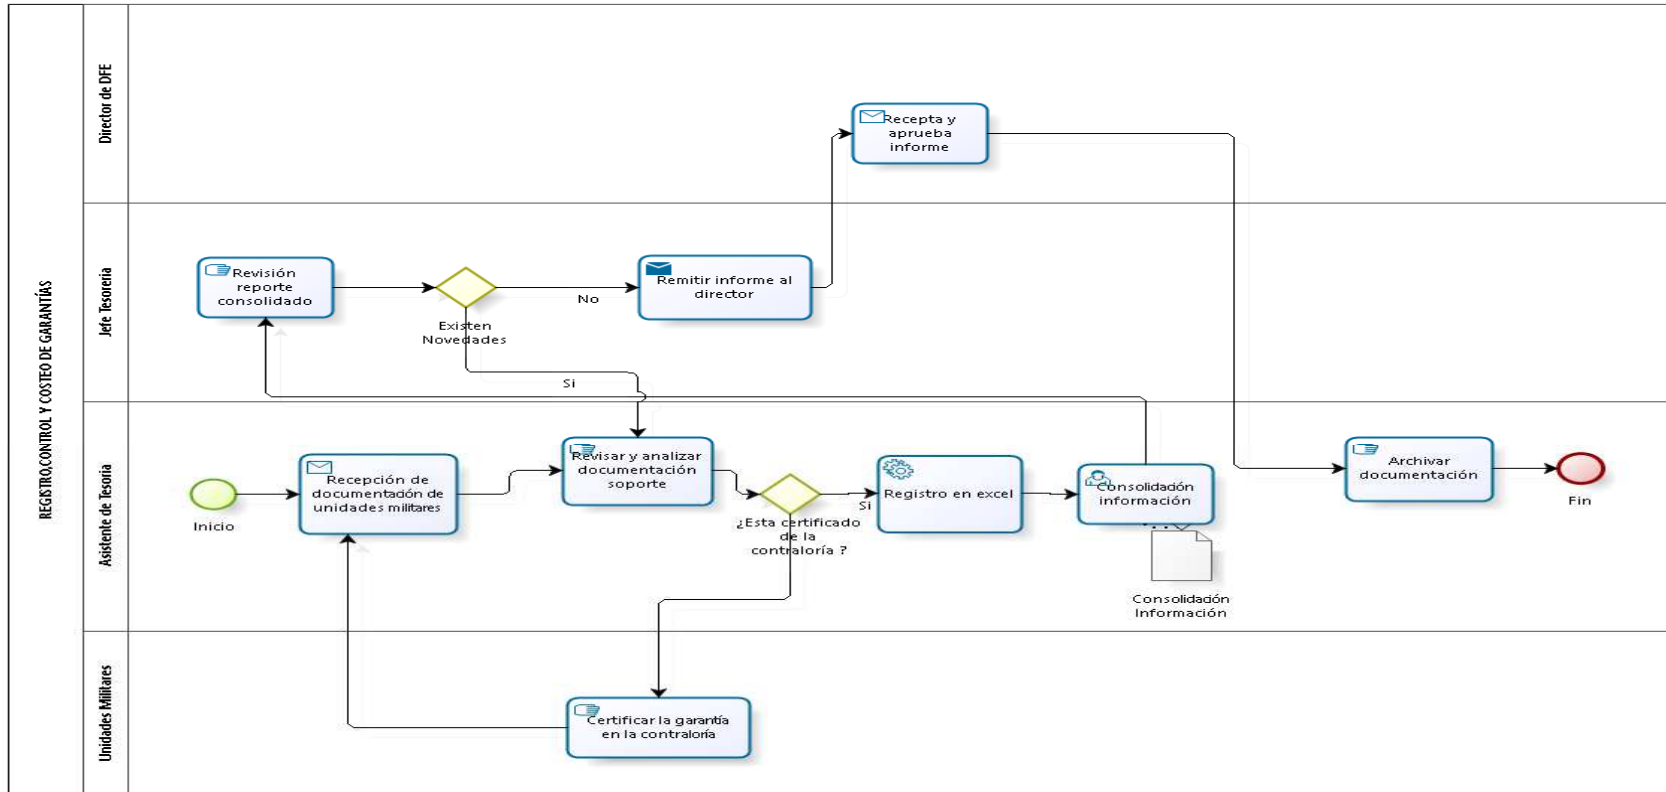 REGISTRO,CONTROL Y COSTEO DE GARANTÍAS
Director de DFE
Recepta y
aprueba
informe
Jefe Tesoreria
Revisión
reporte
consolidado
Existen
Novedades
No
Si
Remitir informe al
director
Asistente de Tesoria
Inicio
Recepción de
documentación de
unidades militares
Revisar y analizar
documentación
soporte
¿Esta certificado
de la
contraloría ?
Si
Registro en excel
Consolidación
información
Consolidación
Información
Archivar
documentación
Fin
Unidades Militares
Certificar la garantía
en la contraloría